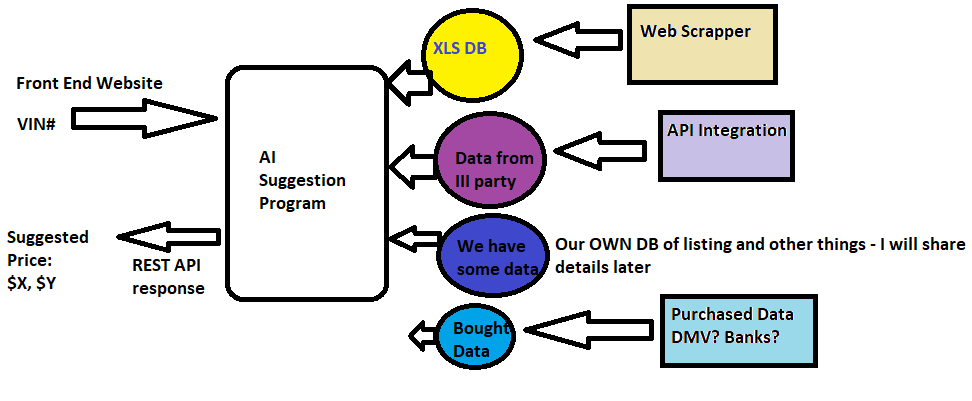 Front End Website
VIN#
Suggested
Price:
$X, $Y
REST API
response
AI
Suggestion
Program
XLS DB
Web Scrapper
Data from
III party
API Integration
We have
some data
Our OWN DB of listing and other things - I will share
details later
Bought
Data
Purchased Data
DMV? Banks?